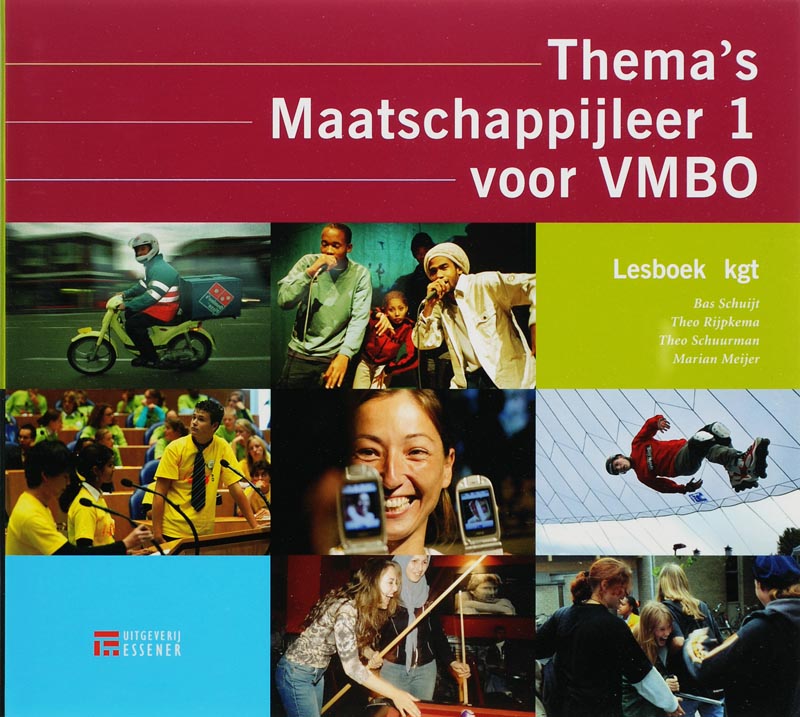 Thema's
Maatschappijleer 1
voor VMBO
Lesboek kgt
Bas Schuijt
Theo Rijpkema
Theo Schuurman
Marian Meijer
UITGEVERIJ
ESSENER